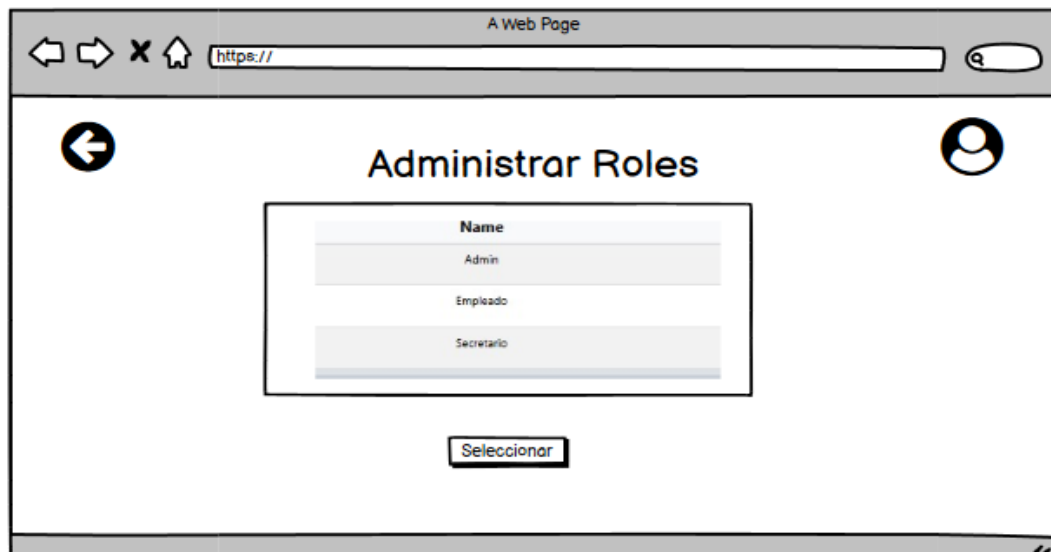 A Web Page
https://
Administrar Roles
Name
Admin
Empleado
Secretario
Seleccionar